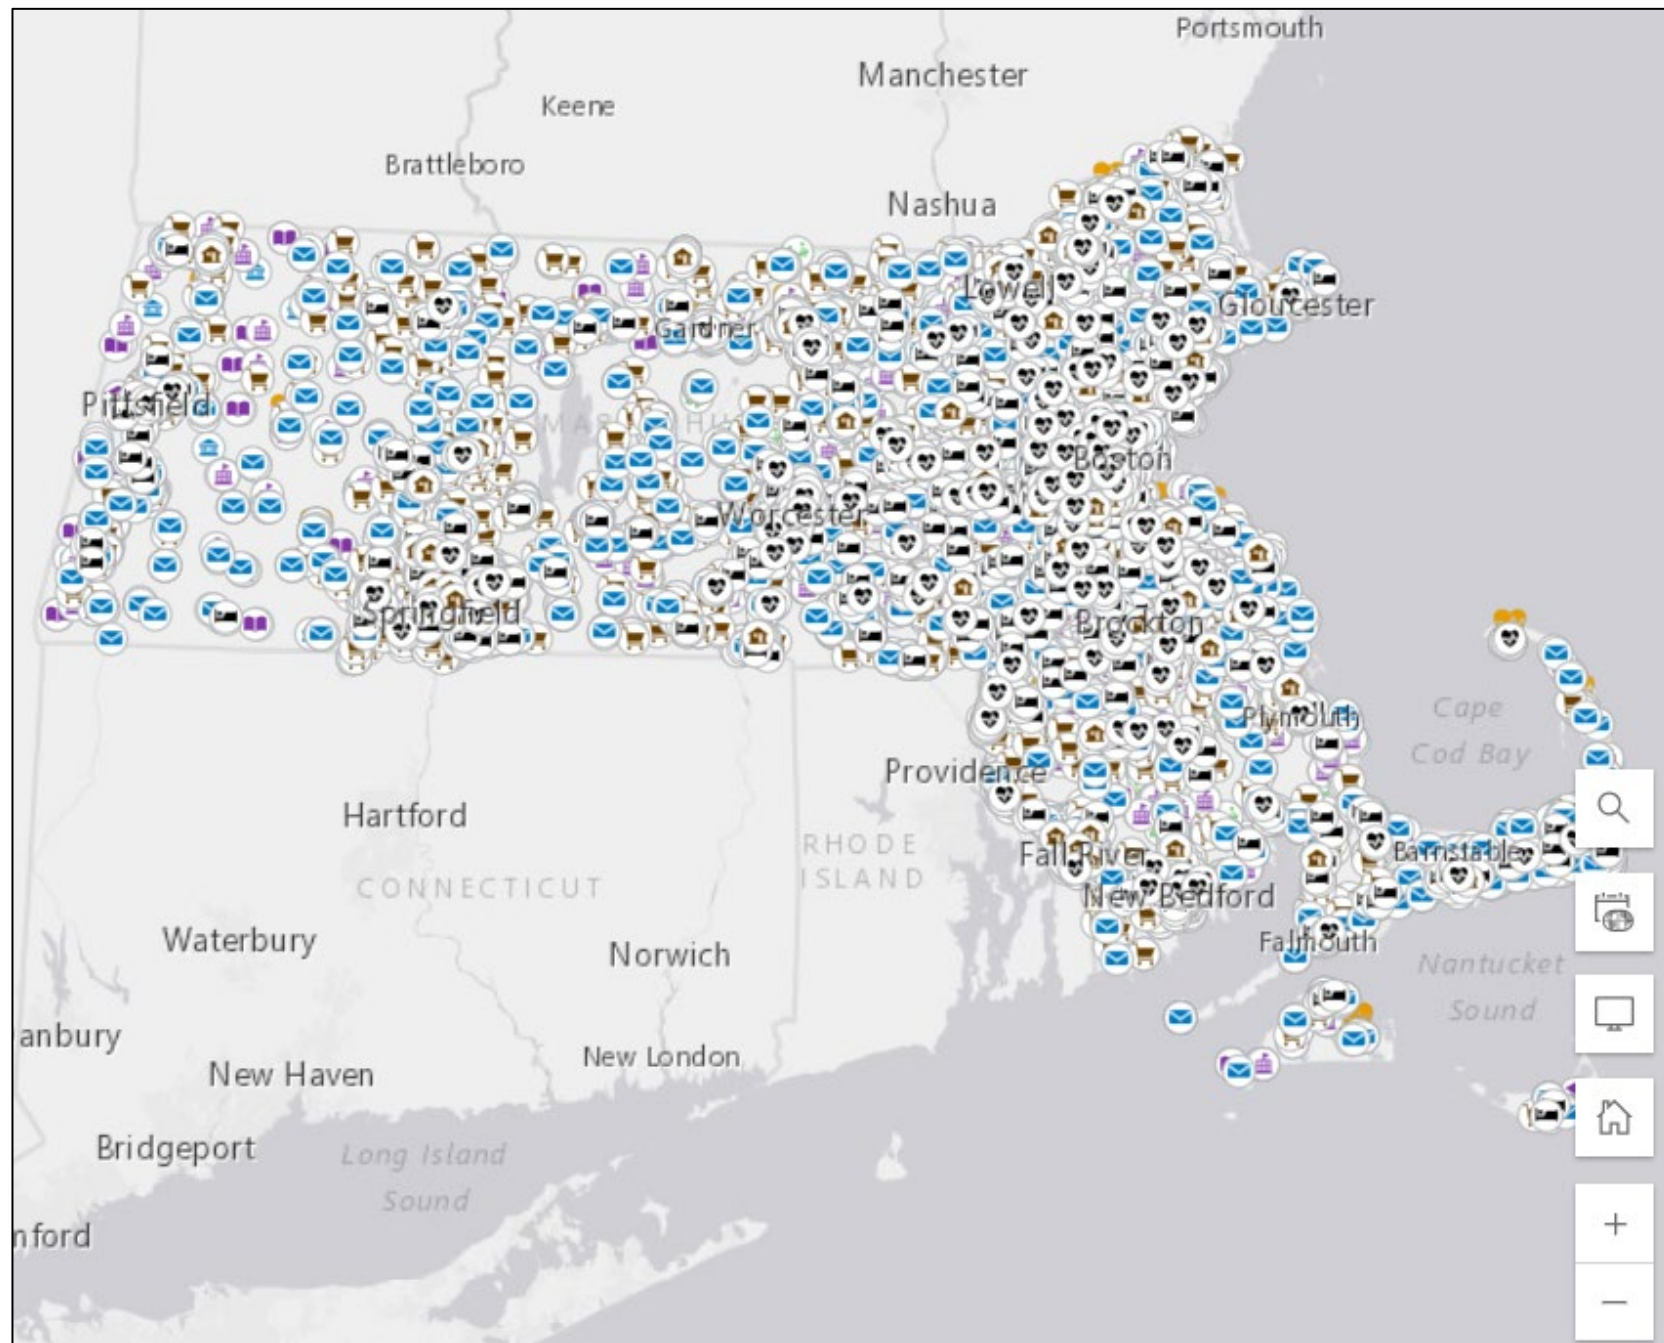 Portsmouth
Manchester
Keene
Brattleboro
Nashua
Lowell
Gloucester
Gardner
Pittsfield
Boston
Worcester
Springfield
Brockton
Plymouth
Cape
Cod Bay
Providence
Hartford
RHODE
ISLAND
Fall River
Barnstable
CONNECTICUT
New Bedford
Waterbury
Norwich
Falmouth
Nantucket
Sound
anbury
New London
New Haven
Bridgeport
Long Island
Sound
nford